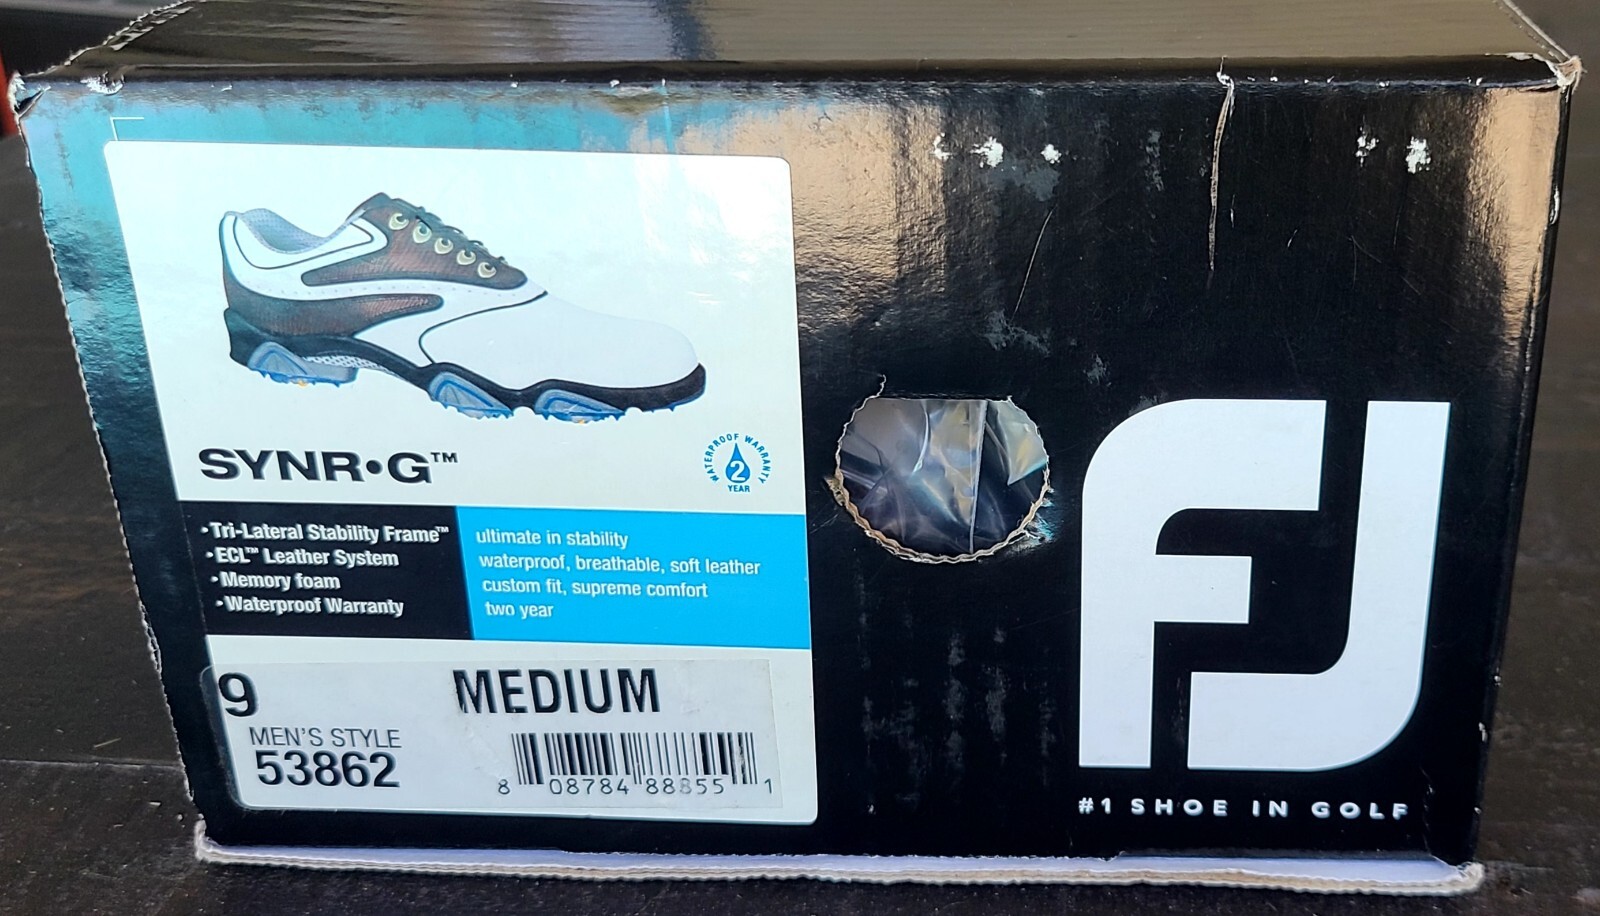 SYNR•G™
WATERPROOF WARRANTY
2
YEAR
•Tri-Lateral Stability Frame™
•ECL™ Leather System
•Memory foam
•Waterproof Warranty
ultimate in stability
waterproof, breathable, soft leather
custom fit, supreme comfort
two year
9 MEDIUM
MEN'S STYLE
53862
8 08784 88855 1
FJ
#1 SHOE IN GOLF